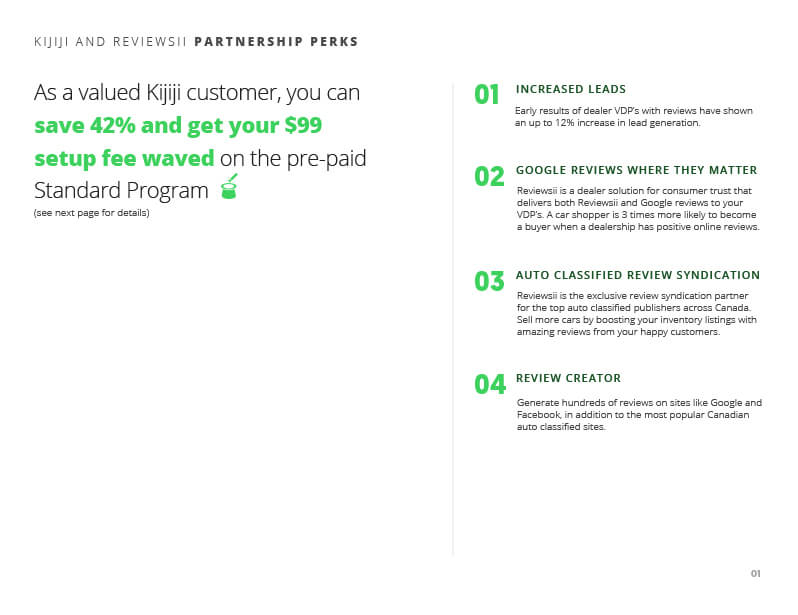 KIJIJI AND REVIEWSII PARTNERSHIP PERKS
As a valued Kijiji customer, you can
save 42% and get your $99
setup fee waved on the pre-paid
Standard Program
(see next page for details)
01 INCREASED LEADS
Early results of dealer VDP's with reviews have shown
an up to 12% increase in lead generation.
02 GOOGLE REVIEWS WHERE THEY MATTER
Reviewsii is a dealer solution for consumer trust that
delivers both Reviewsii and Google reviews to your
VDP's. A car shopper is 3 times more likely to become
a buyer when a dealership has positive online reviews.
03 AUTO CLASSIFIED REVIEW SYNDICATION
Reviewsii is the exclusive review syndication partner
for the top auto classified publishers across Canada.
Sell more cars by boosting your inventory listings with
amazing reviews from your happy customers.
04 REVIEW CREATOR
Generate hundreds of reviews on sites like Google and
Facebook, in addition to the most popular Canadian
auto classified sites.
01